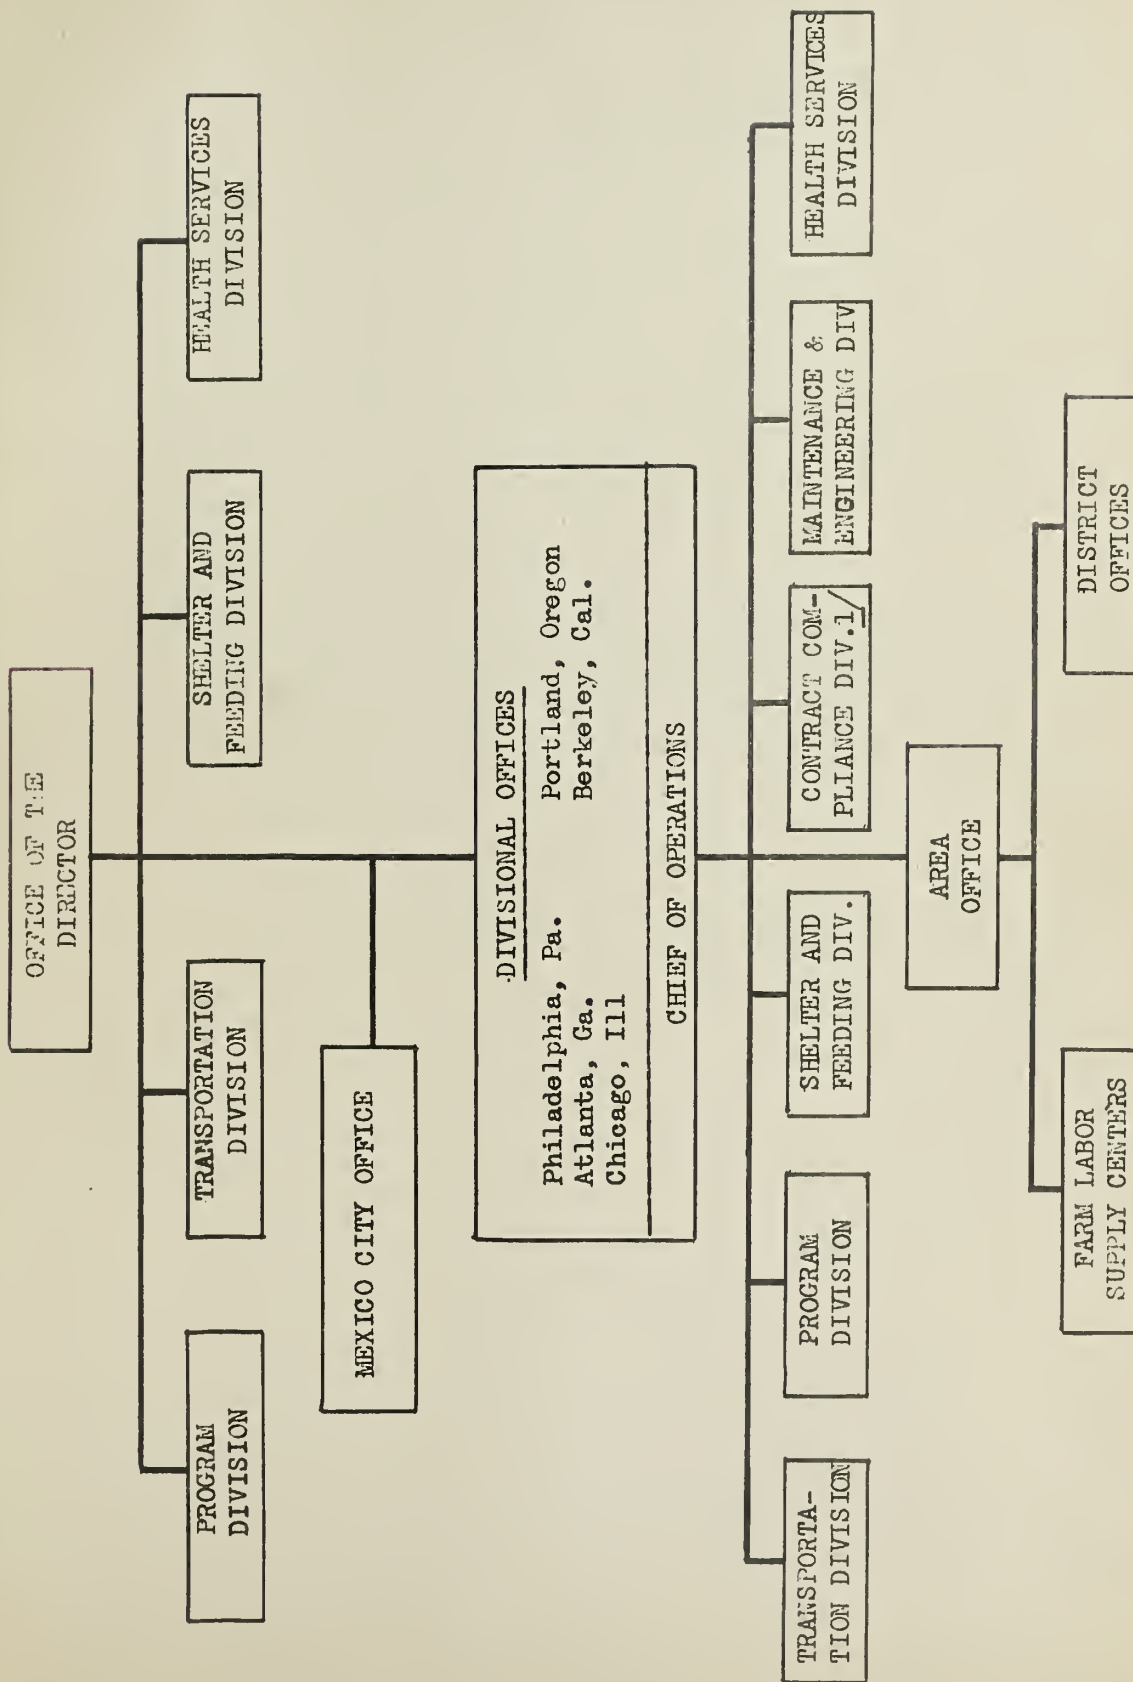 OFFICE OF THE
DIRECTOR
PROGRAM
DIVISION
TRANSPORTATION
DIVISION
SHELTER AND
FEEDING DIVISION
HEALTH SERVICES
DIVISION
MEXICO CITY OFFICE
DIVISIONAL OFFICES
Philadelphia, Pa. Portland, Oregon
Atlanta, Ga. Berkeley, Cal.
Chicago, Ill
CHIEF OF OPERATIONS
TRANSPORTA-
TION DIVISION
PROGRAM
DIVISION
SHELTER AND
FEEDING DIV.
CONTRACT COM-
PLIANCE DIV.1/
MAINTENANCE &
ENGINEERING DIV
HEALTH SERVICES
DIVISION
AREA
OFFICE
FARM LABOR
SUPPLY CENTERS
DISTRICT
OFFICES